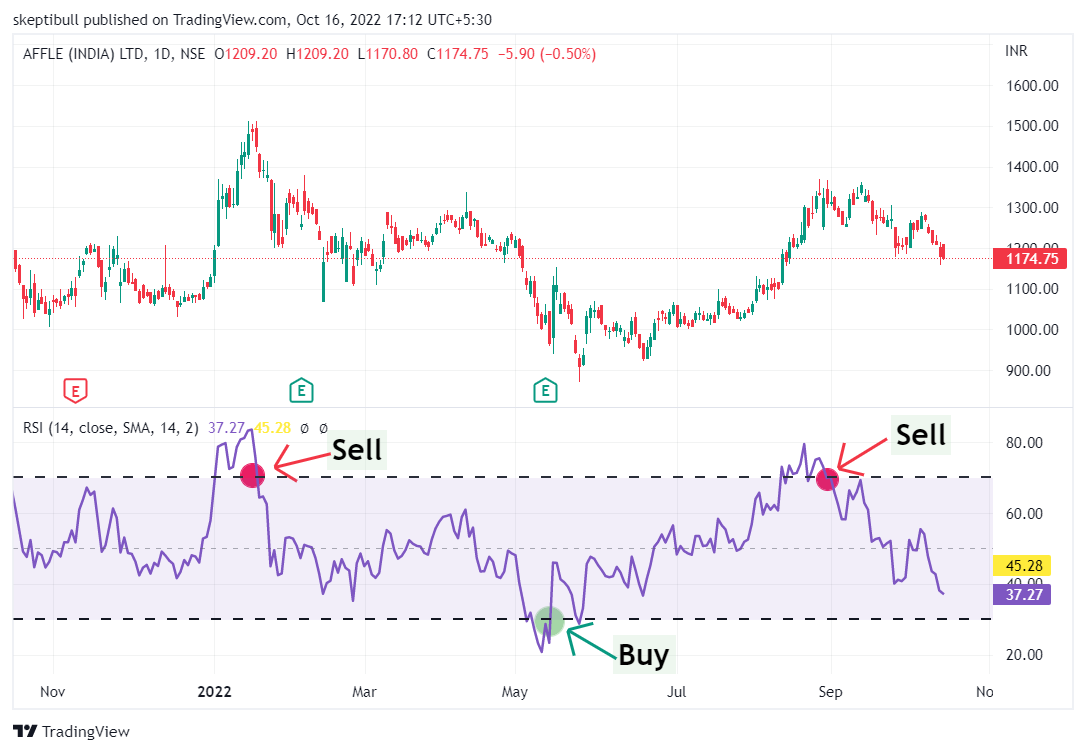 skeptibull published on TradingView.com, Oct 16, 2022 17:12 UTC+5:30
AFFLE (INDIA) LTD, 1D, NSE O1209.20 H1209.20 L1170.80 C1174.75 −5.90 (−0.50%)
INR
1600.00
1500.00
1400.00
1300.00
1200.00
1174.75
1100.00
1000.00
900.00
E
E
E
RSI (14, close, SMA, 14, 2) 37.27 45.28 ø ø
Sell
Sell
80.00
60.00
45.28
40.00
37.27
Buy
20.00
Nov
2022
Mar
May
Jul
Sep
No
TradingView